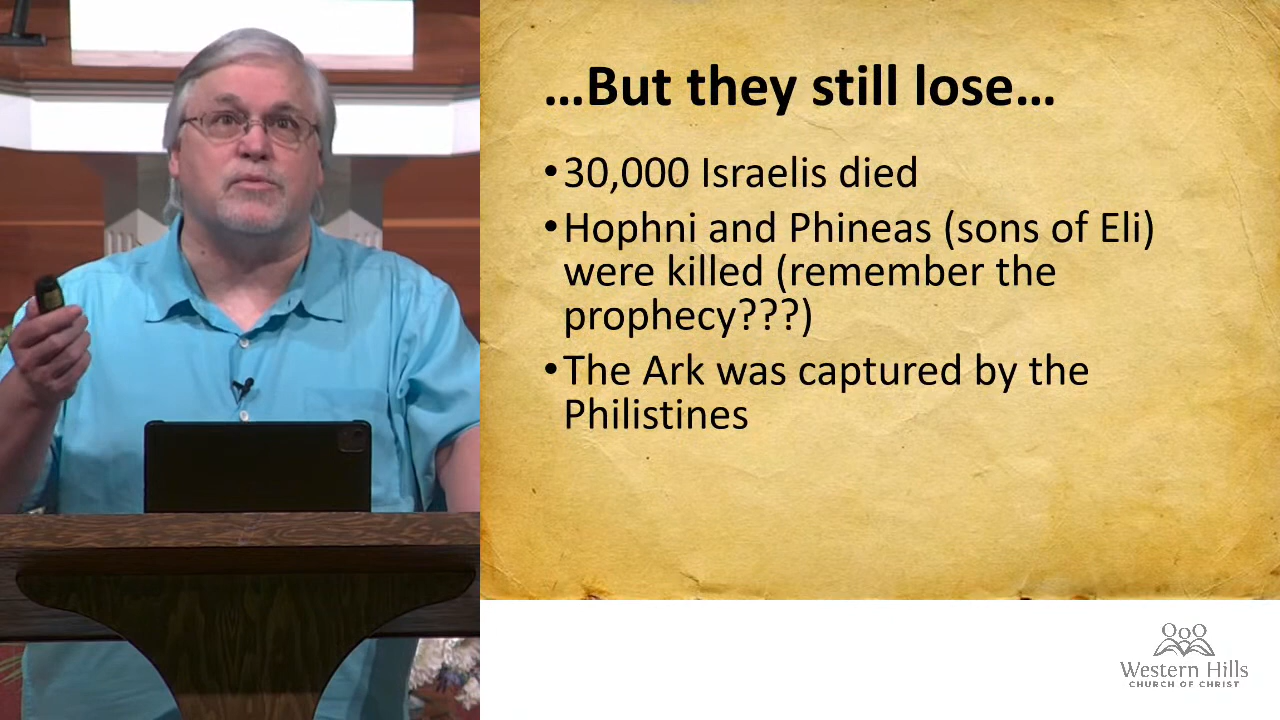 ...But they still lose...
•30,000 Israelis died
•Hophni and Phineas (sons of Eli)
were killed (remember the
prophecy???)
•The Ark was captured by the
Philistines
Western Hills
CHURCH OF CHRIST